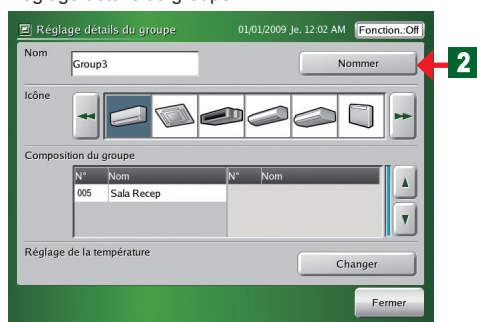 Réglage détails du groupe 01/01/2009 Je. 12:02 AM Fonction.:Off
Nom
Group3 Nommer
2
Icône
Composition du groupe
N° Nom N° Nom
005 Sala Recep
Réglage de la température
Changer
Fermer